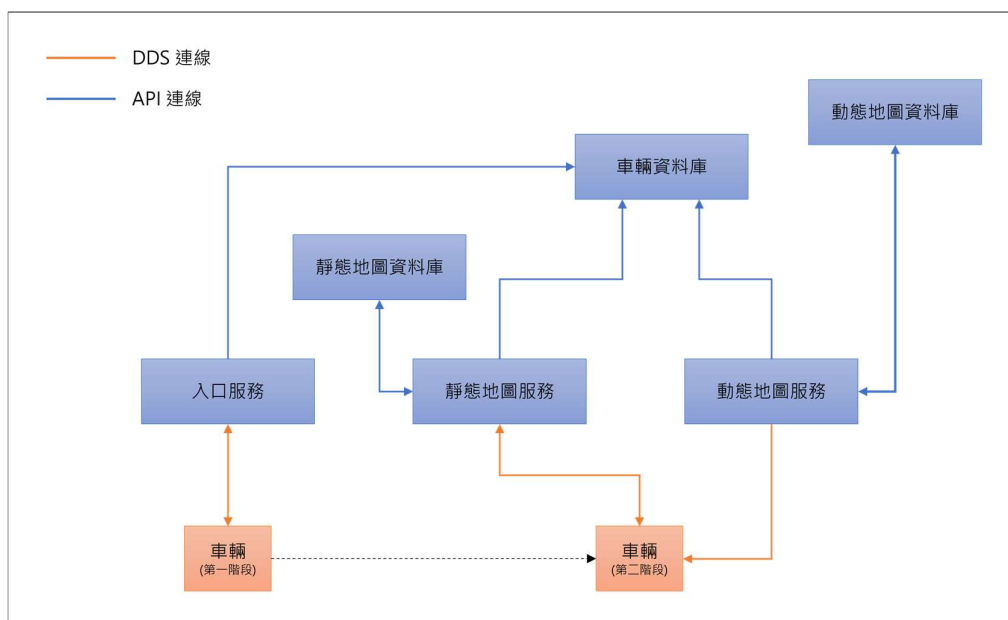 DDS 連線
API 連線
動態地圖資料庫
車輛資料庫
靜態地圖資料庫
入口服務
靜態地圖服務
動態地圖服務
車輛
(第一階段)
車輛
(第二階段)